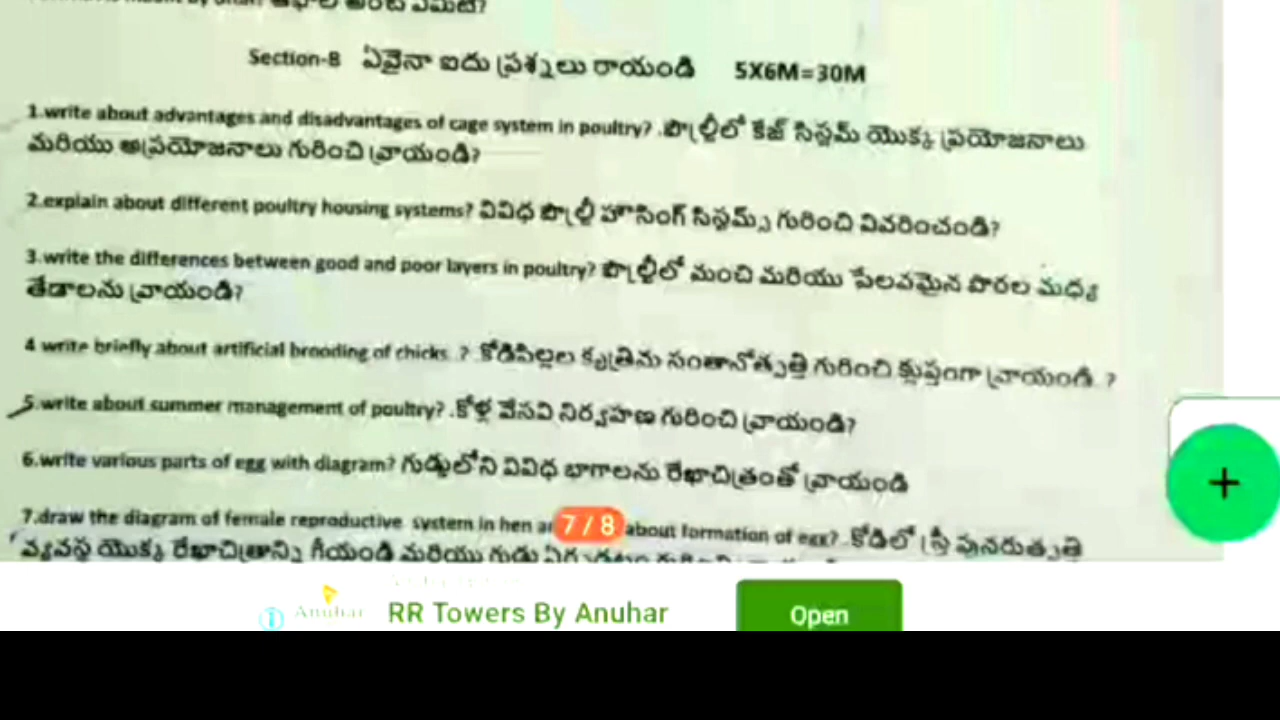 అంటే ఏమిటి?
Section-B ఏవైనా ఐదు ప్రశ్నలు రాయండి 5X6M=30M
1.write about advantages and disadvantages of cage system in poultry? .పౌల్ట్రీలో కేజ్ సిస్టమ్ యొక్క ప్రయోజనాలు
మరియు అప్రయోజనాలు గురించి వ్రాయండి?
2.explain about different poultry housing systems? వివిధ పౌల్ట్రీ హౌసింగ్ సిస్టమ్స్ గురించి వివరించండి?
3.write the differences between good and poor layers in poultry? పౌల్ట్రీలో మంచి మరియు పేలవమైన పొరల మధ్య
తేడాలను వ్రాయండి?
4 write briefly about artificial brooding of chicks ? కోడిపిల్లల కృత్రిమ సంతానోత్పత్తి గురించి క్లుప్తంగా వ్రాయండి ?
5.write about summer management of poultry? .కోళ్ల వేసవి నిర్వహణ గురించి వ్రాయండి?
6.write various parts of egg with diagram? గుడ్డులోని వివిధ బాగాలను రేఖాచిత్రంతో వ్రాయండి
7.draw the diagram of female reproductive system in hen 7 / 8 about formation of egg? .కోడిలో స్త్రీ పునరుత్పత్తి
వ్యవస్థ యొక్క రేఖాచిత్రాన్ని గీయండి మరియు గుడ్డు
+
Anuhar RR Towers By Anuhar Open